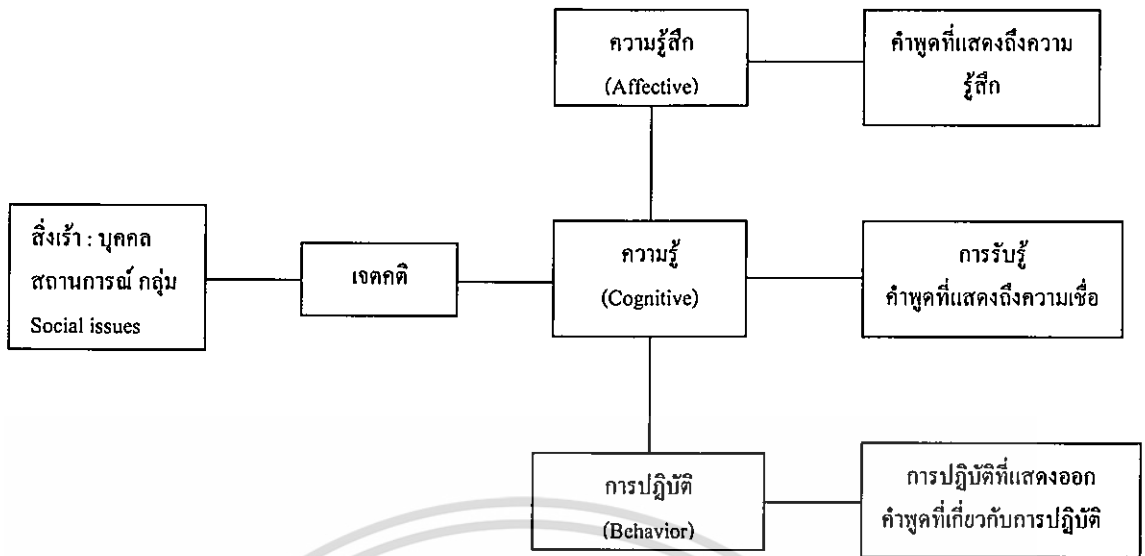 ความรู้สึก
(Affective)
คำพูดที่แสดงถึงความ
รู้สึก
สิ่งเร้า : บุคคล
สถานการณ์ กลุ่ม
Social issues
เจตคติ
ความรู้
(Cognitive)
การรับรู้
คำพูดที่แสดงถึงความเชื่อ
การปฏิบัติ
(Behavior)
การปฏิบัติที่แสดงออก
คำพูดที่เกี่ยวกับการปฏิบัติ